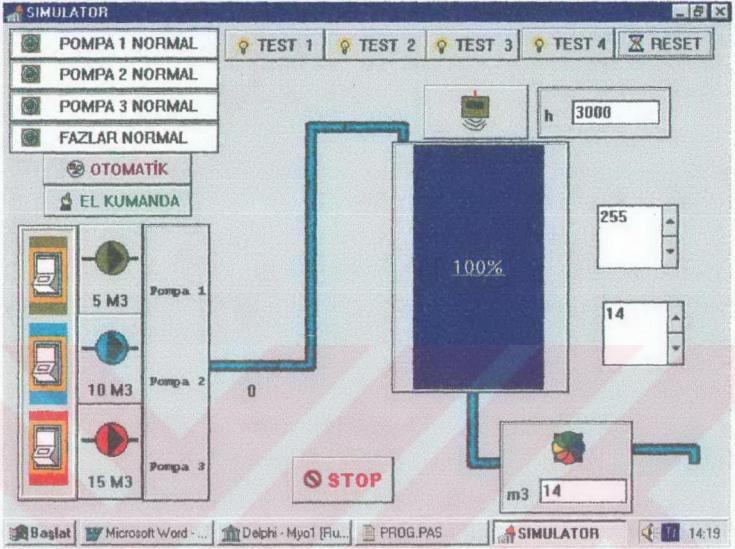 SIMULATOR
POMPA 1 NORMAL
TEST 1
TEST 2
TEST 3
TEST 4
RESET
POMPA 2 NORMAL
POMPA 3 NORMAL
FAZLAR NORMAL
h 3000
OTOMATİK
EL KUMANDA
255
100%
5 M3
Pompa 1
14
10 M3
Pompa 2
0
15 M3
Pompa 3
STOP
m3 14
Başlat
Microsoft Word - ...
Delphi - Myo1 [Ru...
PROG.PAS
SIMULATOR
Tr
14:19